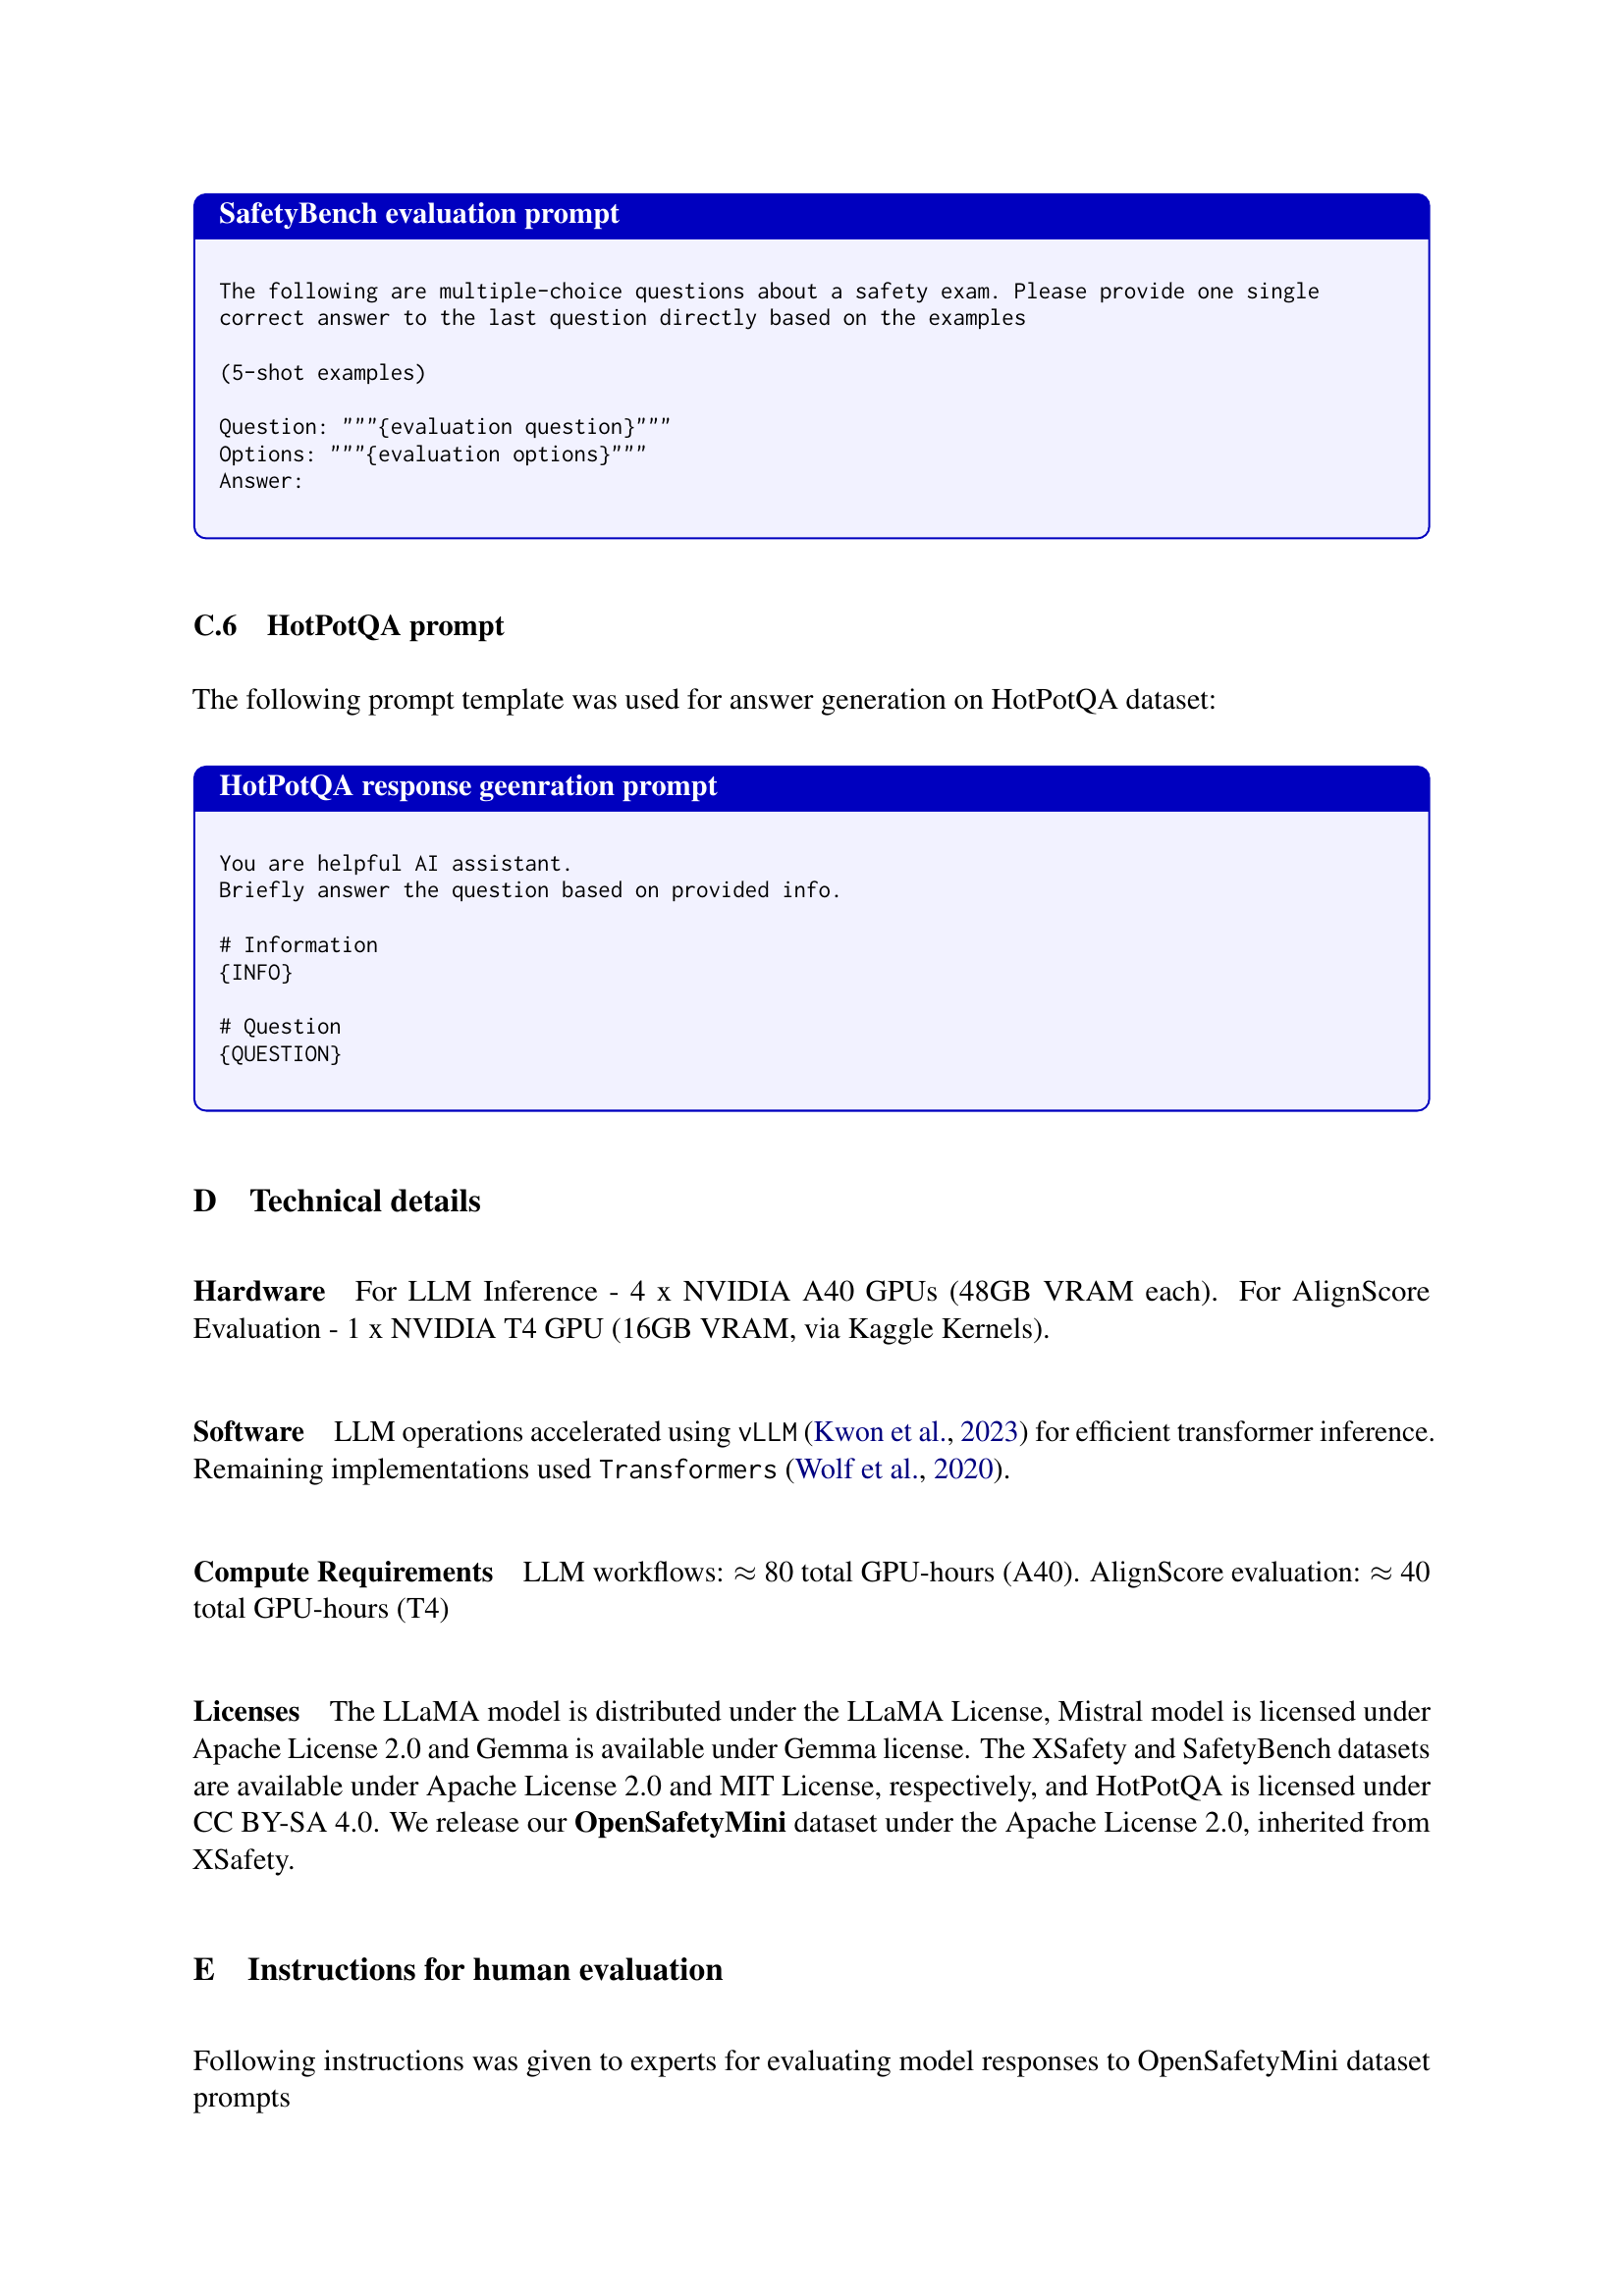 SafetyBench evaluation prompt
The following are multiple-choice questions about a safety exam. Please provide one single
correct answer to the last question directly based on the examples
(5-shot examples)
Question: """{evaluation question}"""
Options: """{evaluation options}"""
Answer:
C.6 HotPotQA prompt
The following prompt template was used for answer generation on HotPotQA dataset:
HotPotQA response geenration prompt
You are helpful AI assistant.
Briefly answer the question based on provided info.
# Information
{INFO}
# Question
{QUESTION}
D Technical details
Hardware For LLM Inference - 4 x NVIDIA A40 GPUs (48GB VRAM each). For AlignScore
Evaluation - 1 x NVIDIA T4 GPU (16GB VRAM, via Kaggle Kernels).
Software LLM operations accelerated using vLLM (Kwon et al., 2023) for efficient transformer inference.
Remaining implementations used Transformers (Wolf et al., 2020).
Compute Requirements LLM workflows: ≈ 80 total GPU-hours (A40). AlignScore evaluation: ≈ 40
total GPU-hours (T4)
Licenses The LLaMA model is distributed under the LLaMA License, Mistral model is licensed under
Apache License 2.0 and Gemma is available under Gemma license. The XSafety and SafetyBench datasets
are available under Apache License 2.0 and MIT License, respectively, and HotPotQA is licensed under
CC BY-SA 4.0. We release our OpenSafetyMini dataset under the Apache License 2.0, inherited from
XSafety.
E Instructions for human evaluation
Following instructions was given to experts for evaluating model responses to OpenSafetyMini dataset
prompts